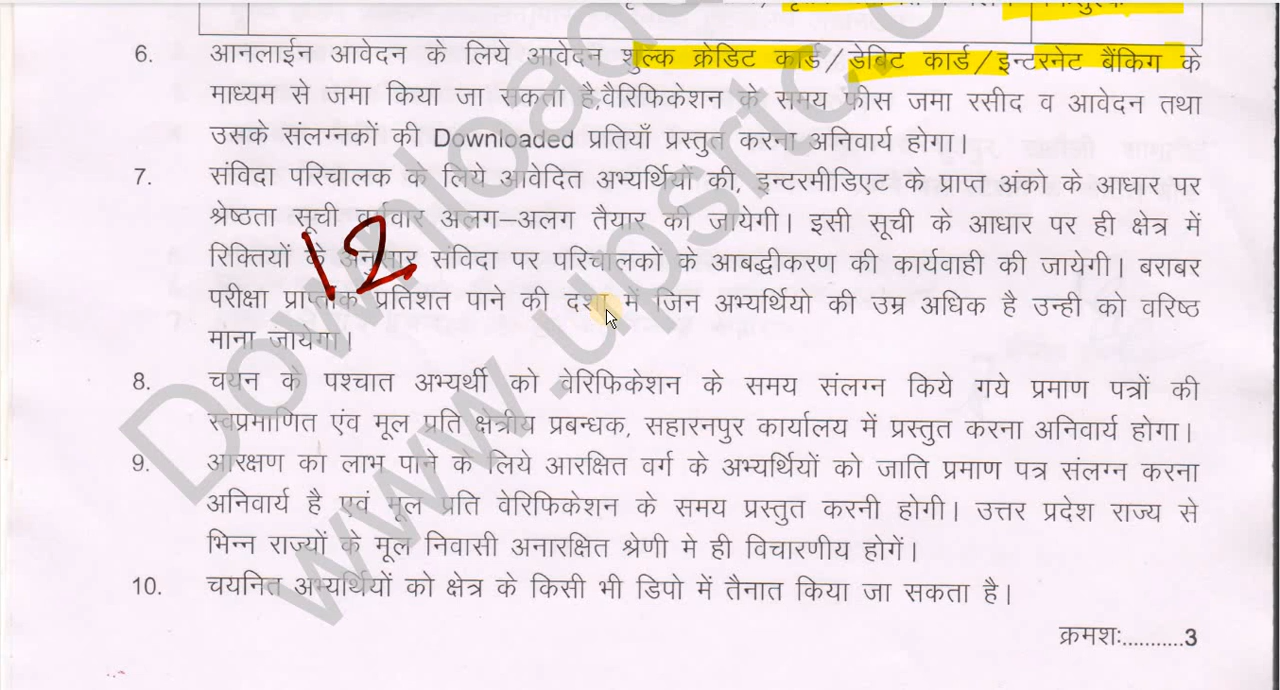 6. आनलाईन आवेदन के लिये आवेदन शुल्क क्रेडिट कार्ड/डेबिट कार्ड/इन्टरनेट बैंकिग के
माध्यम से जमा किया जा सकता है,वैरिफिकेशन के समय फीस जमा रसीद व आवेदन तथा
उसके संलग्नकों की Downloaded प्रतियाँ प्रस्तुत करना अनिवार्य होगा।
7. संविदा परिचालक के लिये आवेदित अभ्यर्थियो की, इन्टरमीडिएट के प्राप्त अंको के आधार पर
श्रेष्ठता सूची वर्गवार अलग–अलग तैयार की जायेगी। इसी सूची के आधार पर ही क्षेत्र में
12
रिक्तियों के अनुसार संविदा पर परिचालकों के आबद्धीकरण की कार्यवाही की जायेगी। बराबर
परीक्षा प्राप्तांक प्रतिशत पाने की दशा में जिन अभ्यर्थियो की उम्र अधिक है उन्ही को वरिष्ठ
माना जायेगा।
8. चयन के पश्चात अभ्यर्थी को वेरिफिकेशन के समय संलग्न किये गये प्रमाण पत्रों की
स्वप्रमाणित एंव मूल प्रति क्षेत्रीय प्रबन्धक, सहारनपुर कार्यालय में प्रस्तुत करना अनिवार्य होगा।
9. आरक्षण का लाभ पाने के लिये आरक्षित वर्ग के अभ्यर्थियों को जाति प्रमाण पत्र संलग्न करना
अनिवार्य है एवं मूल प्रति वेरिफिकेशन के समय प्रस्तुत करनी होगी। उत्तर प्रदेश राज्य से
भिन्न राज्यों के मूल निवासी अनारक्षित श्रेणी मे ही विचारणीय होगें।
10. चयनित अभ्यर्थियों को क्षेत्र के किसी भी डिपो में तैनात किया जा सकता है।
क्रमशः...........3
www.upsrtc.